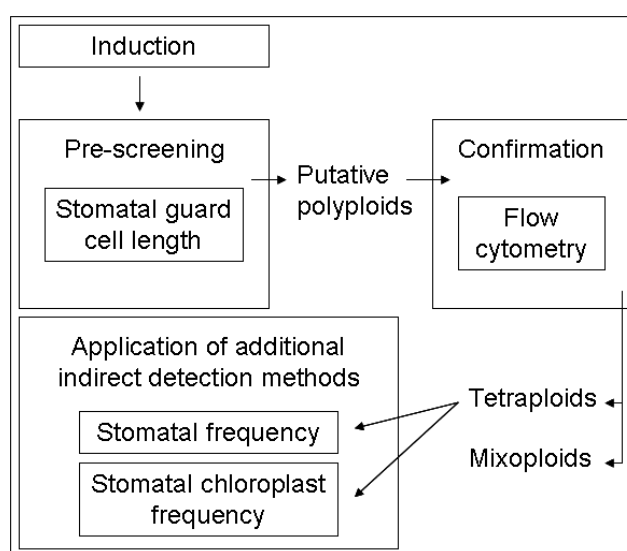 Induction
Pre-screening
Stomatal guard
cell length
Putative
polyploids
Confirmation
Flow
cytometry
Tetraploids
Mixoploids
Application of additional
indirect detection methods
Stomatal frequency
Stomatal chloroplast
frequency